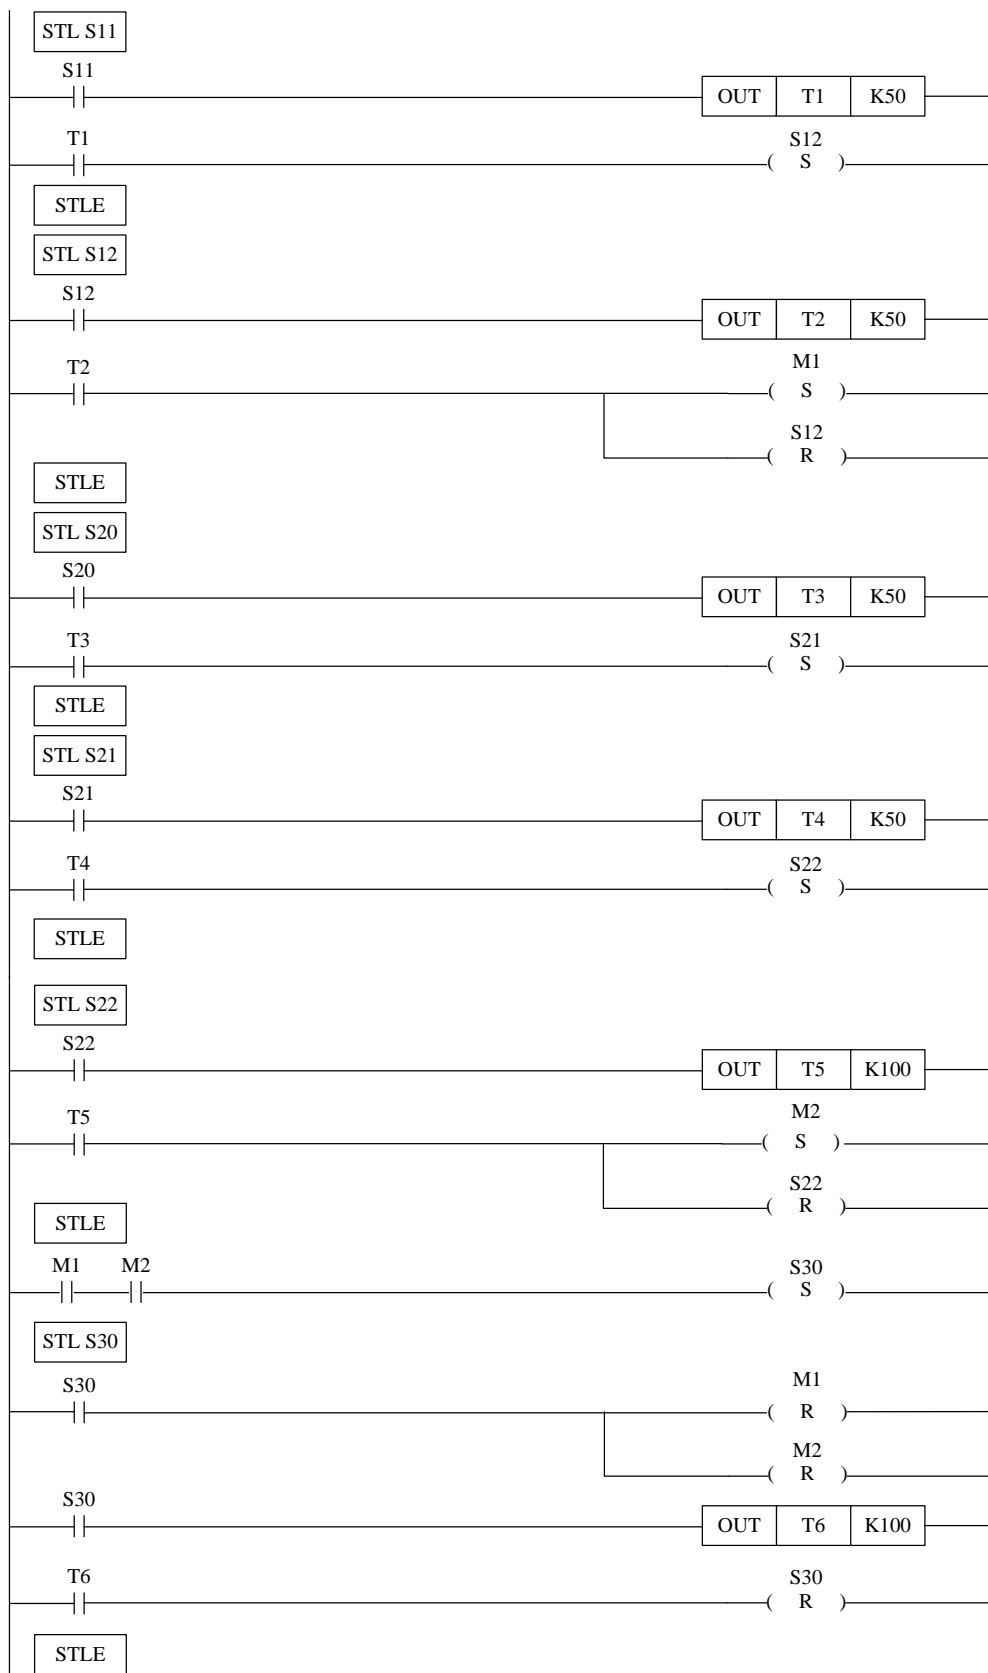 STL S11
S11
OUT T1 K50
T1
S12
( S )
STLE
STL S12
S12
OUT T2 K50
T2
M1
( S )
S12
( R )
STLE
STL S20
S20
OUT T3 K50
T3
S21
( S )
STLE
STL S21
S21
OUT T4 K50
T4
S22
( S )
STLE
STL S22
S22
OUT T5 K100
T5
M2
( S )
S22
( R )
STLE
M1 M2
S30
( S )
STL S30
S30
M1
( R )
M2
( R )
S30
OUT T6 K100
T6
S30
( R )
STLE